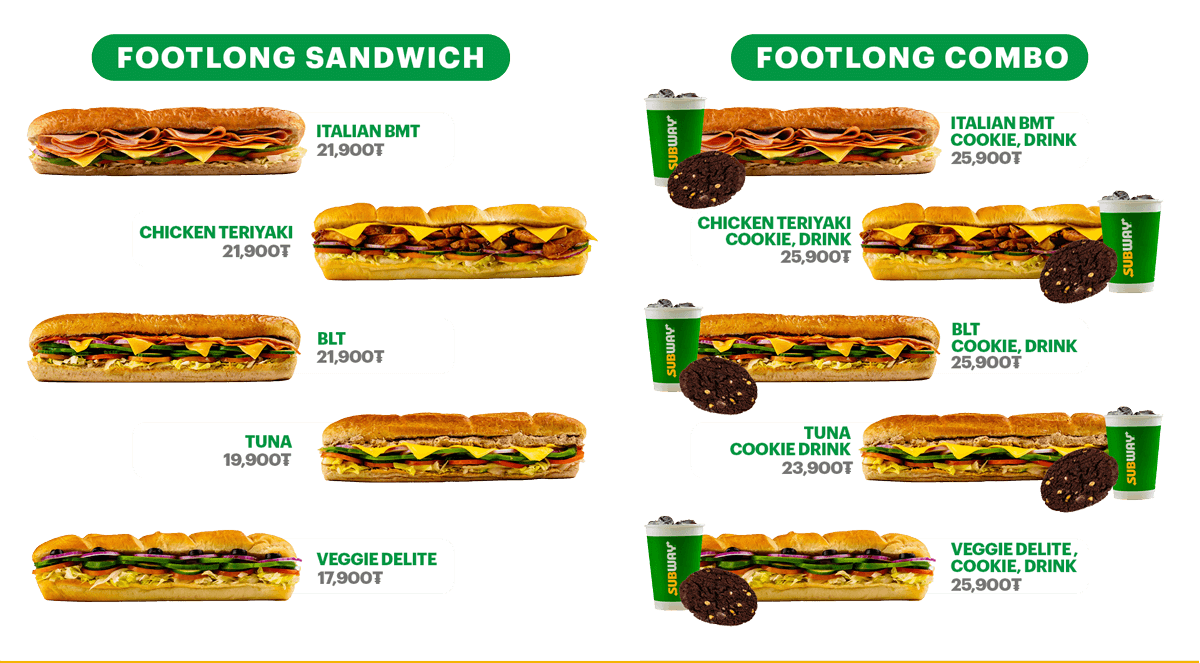 FOOTLONG SANDWICH
ITALIAN BMT
21,900₮
CHICKEN TERIYAKI
21,900₮
BLT
21,900₮
TUNA
19,900₮
VEGGIE DELITE
17,900₮
FOOTLONG COMBO
SUBWAY
ITALIAN BMT
COOKIE, DRINK
25,900₮
CHICKEN TERIYAKI
COOKIE, DRINK
25,900₮
SUBWAY
SUBWAY
BLT
COOKIE, DRINK
25,900₮
TUNA
COOKIE DRINK
23,900₮
SUBWAY
SUBWAY
VEGGIE DELITE,
COOKIE, DRINK
25,900₮